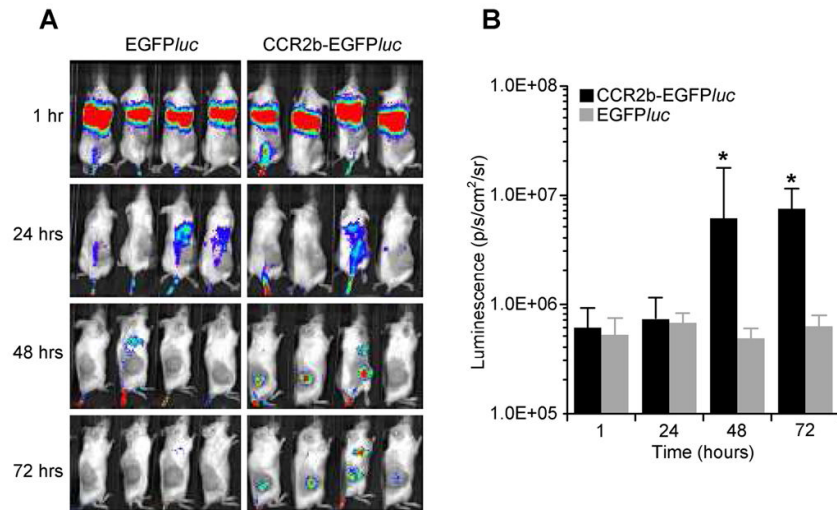 A
EGFPluc
CCR2b-EGFPluc
1 hr
24 hrs
48 hrs
72 hrs
B
Luminescence (p/s/cm²/sr)
1.0E+08
1.0E+07
1.0E+06
1.0E+05
CCR2b-EGFPluc
EGFPluc
*
*
1 24 48 72
Time (hours)